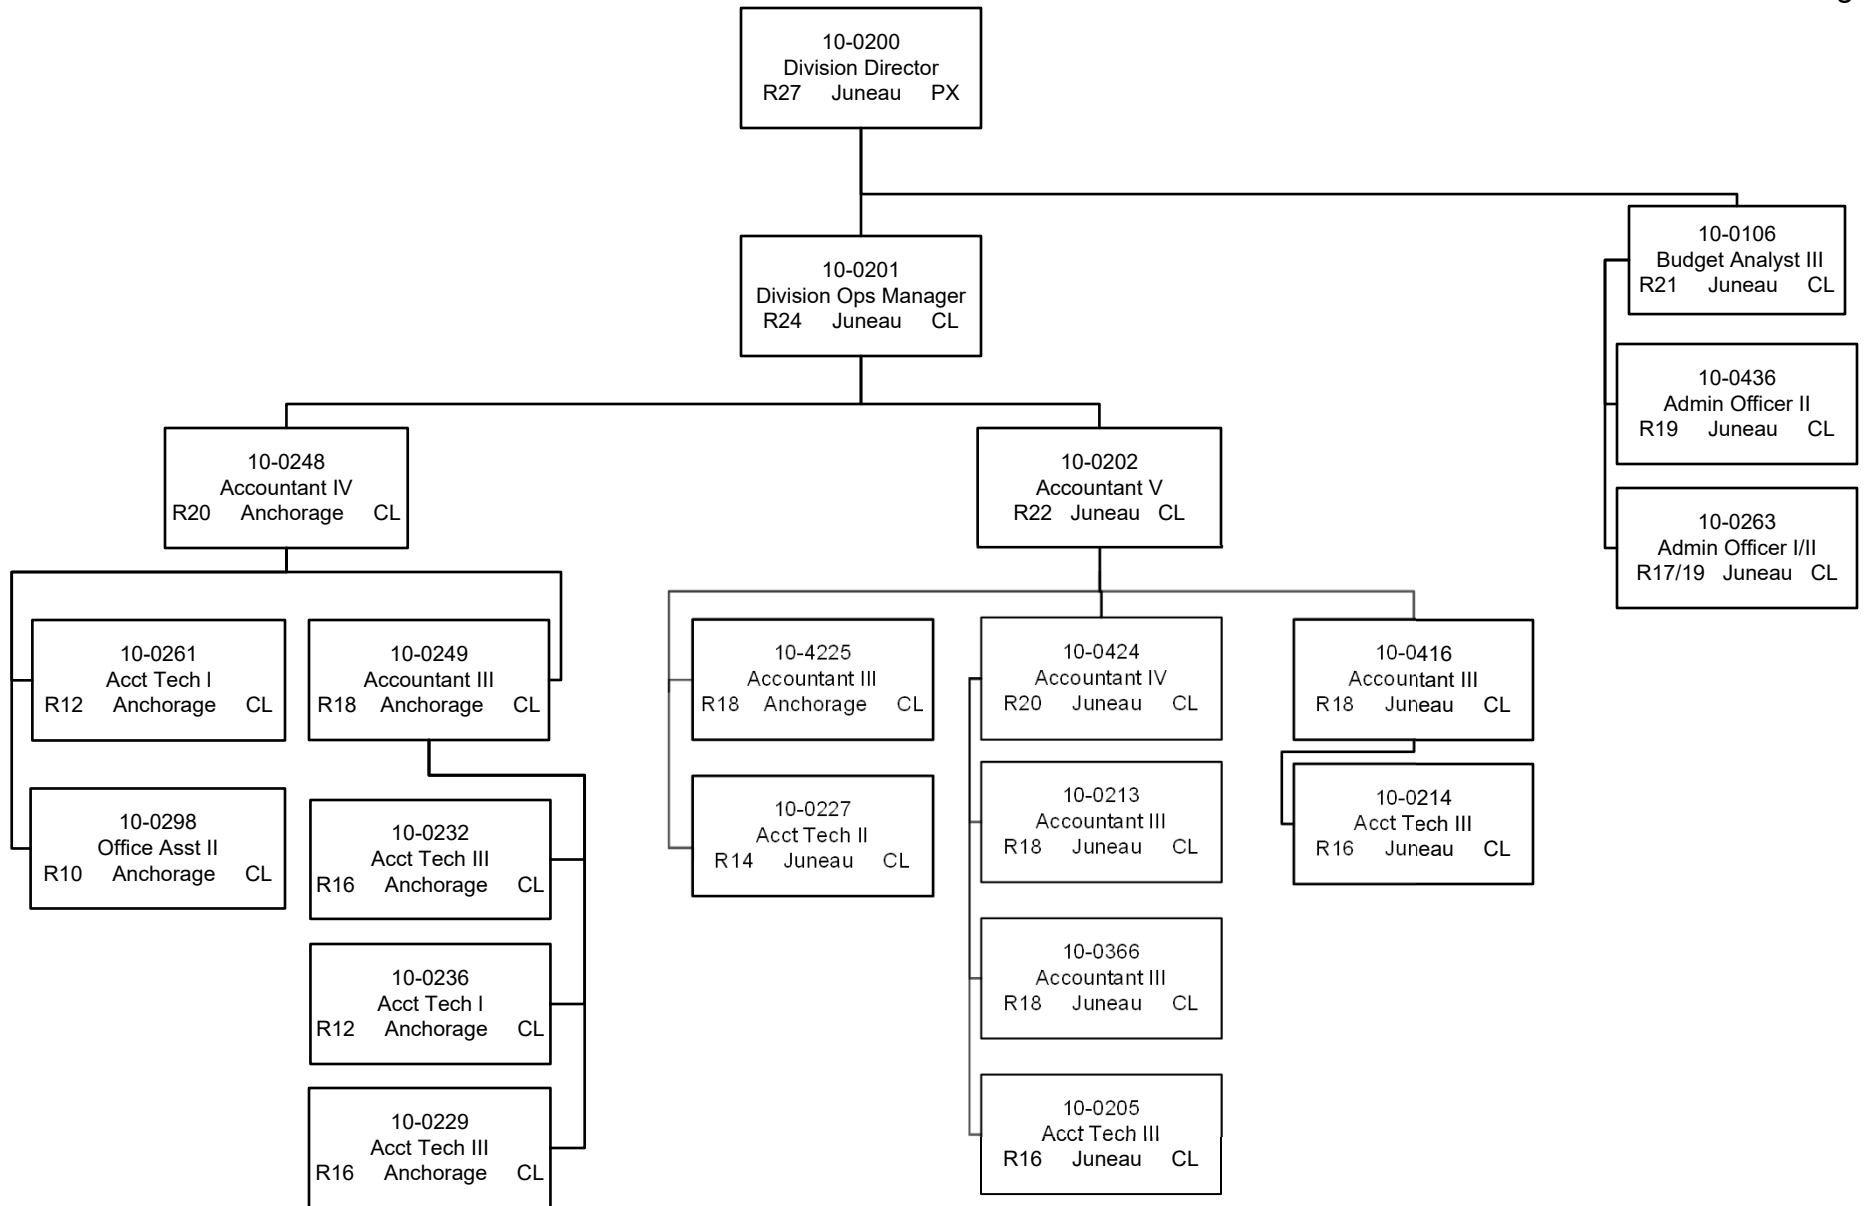 10-0200
Division Director
R27 Juneau PX
10-0201
Division Ops Manager
R24 Juneau CL
10-0106
Budget Analyst III
R21 Juneau CL
10-0436
Admin Officer II
R19 Juneau CL
10-0263
Admin Officer I/II
R17/19 Juneau CL
10-0248
Accountant IV
R20 Anchorage CL
10-0202
Accountant V
R22 Juneau CL
10-0261
Acct Tech I
R12 Anchorage CL
10-0298
Office Asst II
R10 Anchorage CL
10-0249
Accountant III
R18 Anchorage CL
10-0232
Acct Tech III
R16 Anchorage CL
10-0236
Acct Tech I
R12 Anchorage CL
10-0229
Acct Tech III
R16 Anchorage CL
10-4225
Accountant III
R18 Anchorage CL
10-0227
Acct Tech II
R14 Juneau CL
10-0424
Accountant IV
R20 Juneau CL
10-0213
Accountant III
R18 Juneau CL
10-0366
Accountant III
R18 Juneau CL
10-0205
Acct Tech III
R16 Juneau CL
10-0416
Accountant III
R18 Juneau CL
10-0214
Acct Tech III
R16 Juneau CL